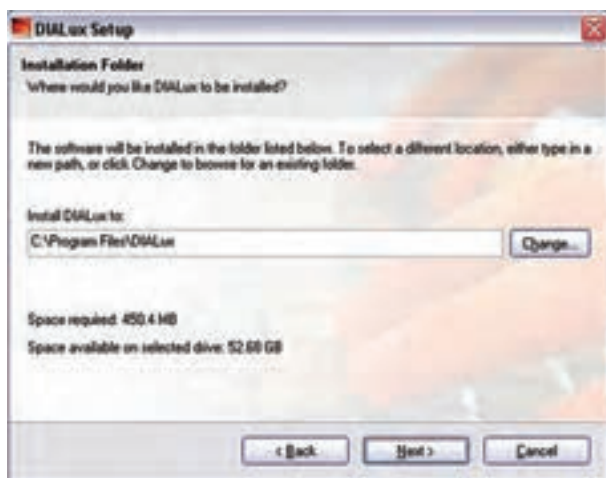 DIALux Setup
Installation Folder
Where would you like DIALux to be installed?
The software will be installed in the folder listed below. To select a different location, either type in a
new path, or click Change to browse for an existing folder.
Install DIALux to:
C:\Program Files\DIALux
Change...
Space required: 450.4 MB
Space available on selected drive: 52.68 GB
< Back
Next >
Cancel